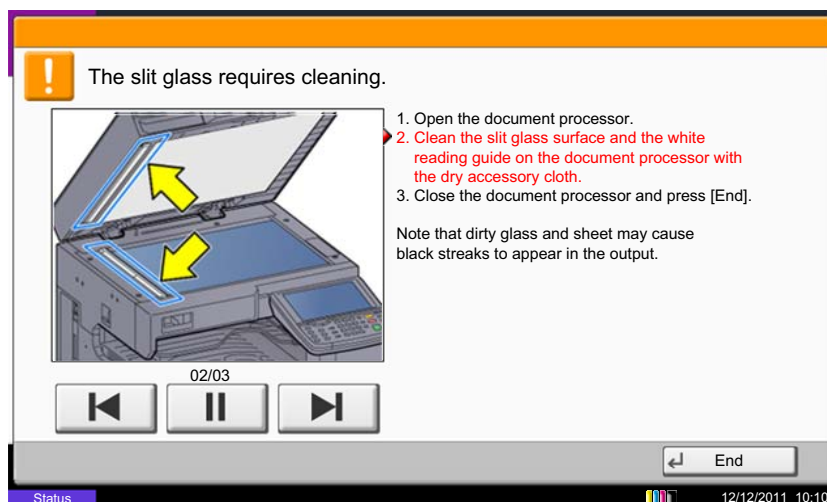 The slit glass requires cleaning.
1. Open the document processor.
2. Clean the slit glass surface and the white
reading guide on the document processor with
the dry accessory cloth.
3. Close the document processor and press [End].
Note that dirty glass and sheet may cause
black streaks to appear in the output.
02/03
End
Status
12/12/2011 10:10